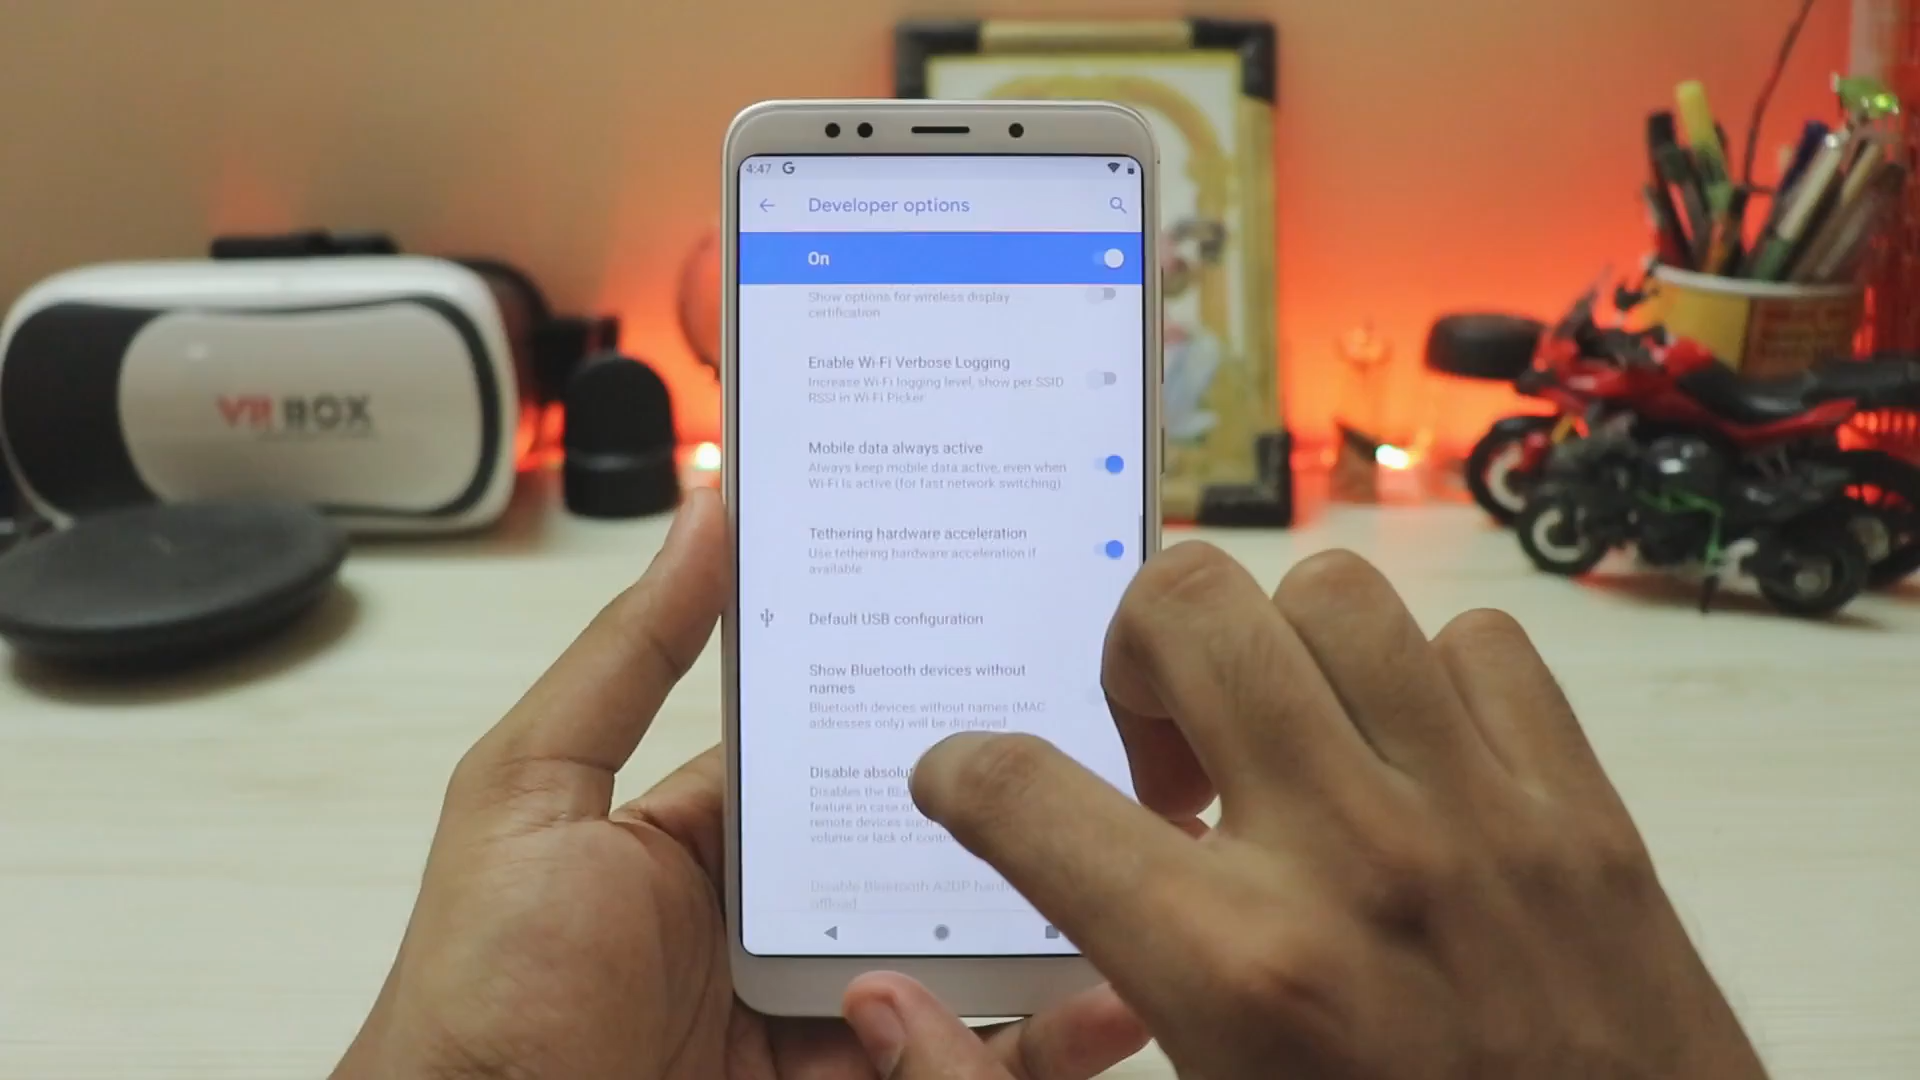 4:47 G
Developer options
On
Show options for wireless display
certification
Enable Wi-Fi Verbose Logging
Increase Wi-Fi logging level, show per SSID
RSSI in Wi-Fi Picker
Mobile data always active
Always keep mobile data active, even when
Wi-Fi is active (for fast network switching)
Tethering hardware acceleration
Use tethering hardware acceleration if
available
Default USB configuration
Show Bluetooth devices without
names
Bluetooth devices without names (MAC
addresses only) will be displayed
Disable
Disables the
feature in case of
remote devices such
volume or lack of
Disable Bluetooth A2DP
offload
VR BOX